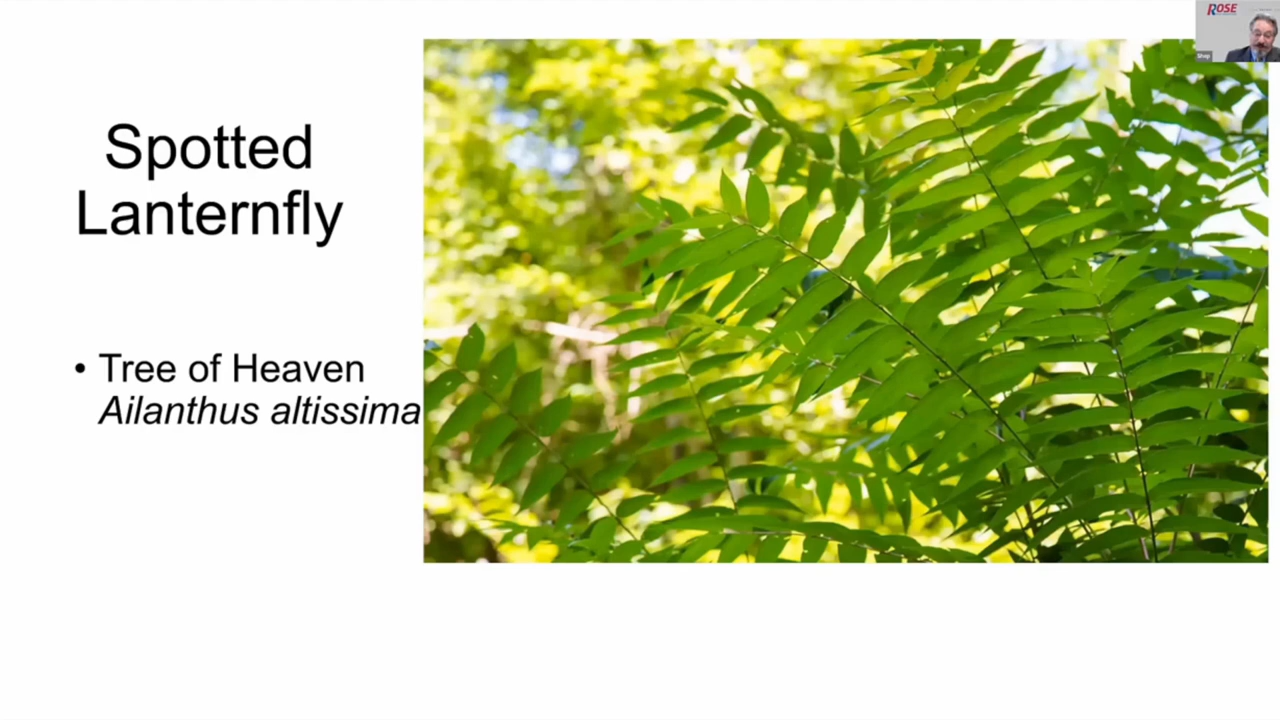 Spotted
Lanternfly
• Tree of Heaven
Ailanthus altissima
ROSE